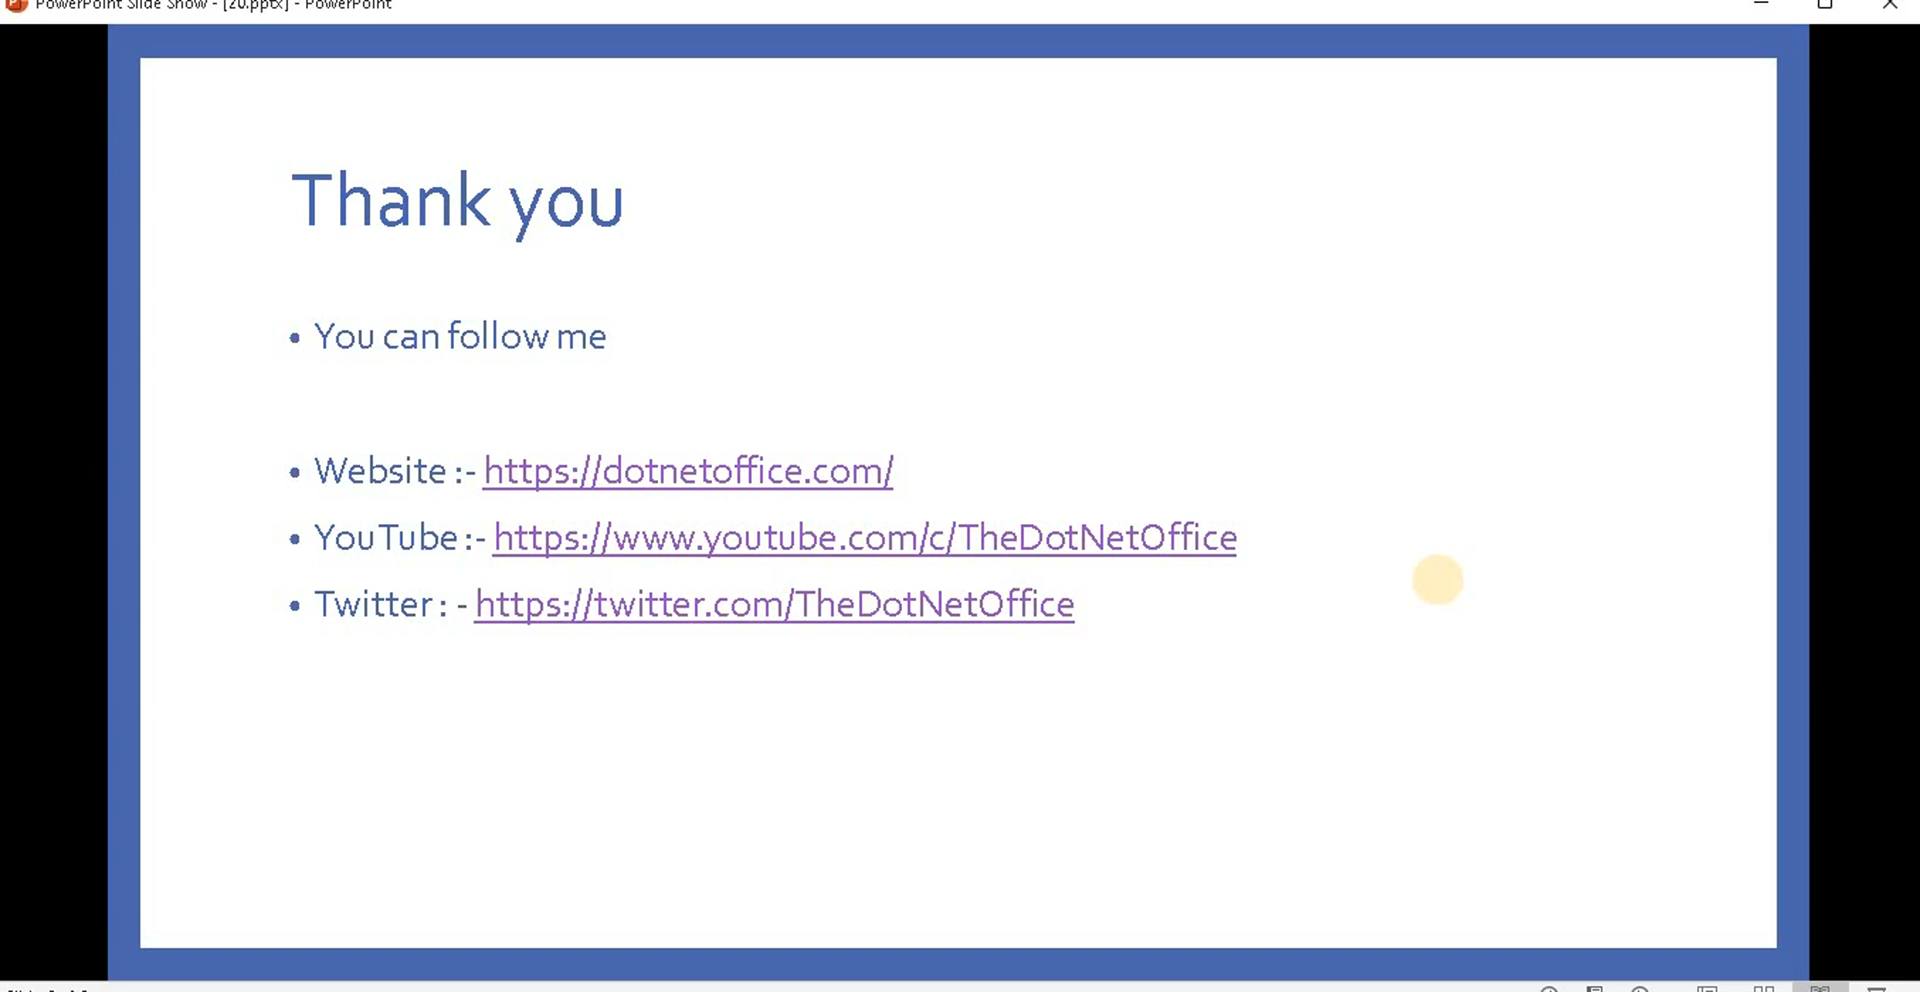 PowerPoint Slide Show - [20.pptx] - PowerPoint
Thank you
• You can follow me
• Website :- https://dotnetoffice.com/
• YouTube :- https://www.youtube.com/c/TheDotNetOffice
• Twitter : - https://twitter.com/TheDotNetOffice